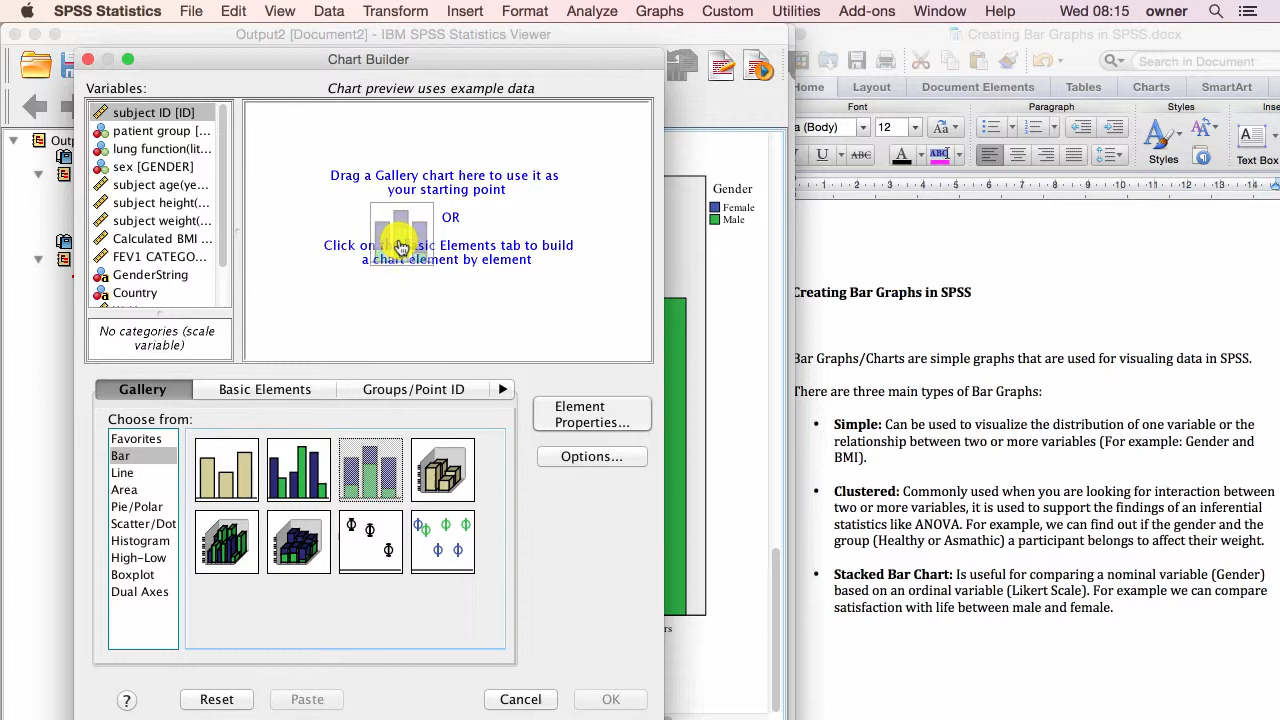 SPSS Statistics File Edit View Data Transform Insert Format Analyze Graphs Custom Utilities Add-ons Window Help Wed 08:15 owner
Output2 [Document2] - IBM SPSS Statistics Viewer
Creating Bar Graphs in SPSS.docx
Chart Builder
Search in Document
Variables:
Chart preview uses example data
Layout Document Elements Tables Charts SmartArt
Font Paragraph Styles
(Body) 12 Aa
U ABC A ABC Styles Text Box
1 2 3 4 5 6 7
Outp
subject ID [ID]
patient group [...
lung function(lit...
sex [GENDER]
subject age(ye...
subject height(...
subject weight(...
Calculated BMI ...
FEV1 CATEGO...
GenderString
Country
No categories (scale
variable)
Drag a Gallery chart here to use it as
your starting point
OR
Click on the Basic Elements tab to build
a chart element by element
Gender
Female
Male
Gallery Basic Elements Groups/Point ID
Choose from:
Favorites
Bar
Line
Area
Pie/Polar
Scatter/Dot
Histogram
High-Low
Boxplot
Dual Axes
Element
Properties...
Options...
? Reset Paste Cancel OK
Creating Bar Graphs in SPSS
Bar Graphs/Charts are simple graphs that are used for visualing data in SPSS.
There are three main types of Bar Graphs:
• Simple: Can be used to visualize the distribution of one variable or the
relationship between two or more variables (For example: Gender and
BMI).
• Clustered: Commonly used when you are looking for interaction between
two or more variables, it is used to support the findings of an inferential
statistics like ANOVA. For example, we can find out if the gender and the
group (Healthy or Asthmatic) a participant belongs to affect their weight.
• Stacked Bar Chart: Is useful for comparing a nominal variable (Gender)
based on an ordinal variable (Likert Scale). For example we can compare
satisfaction with life between male and female.